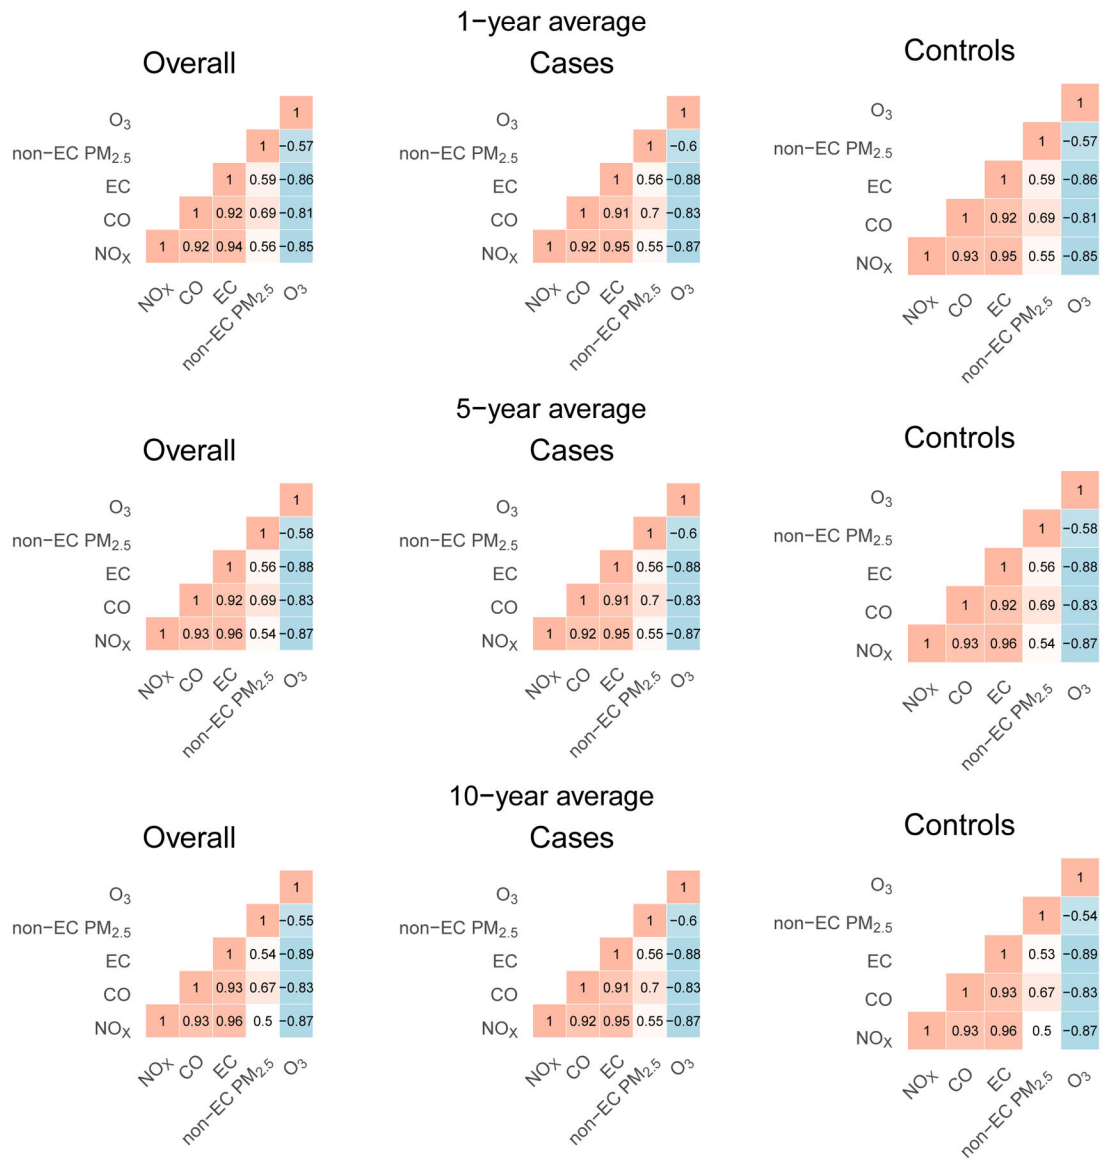 1−year average
Overall
O3
1
non−EC PM2.5
1 −0.57
EC
1 0.59 −0.86
CO
1 0.92 0.69 −0.81
NOX
1 0.92 0.94 0.56 −0.85
NOX CO EC non−EC PM2.5 O3
Cases
O3
1
non−EC PM2.5
1 −0.6
EC
1 0.56 −0.88
CO
1 0.91 0.7 −0.83
NOX
1 0.92 0.95 0.55 −0.87
NOX CO EC non−EC PM2.5 O3
Controls
O3
1
non−EC PM2.5
1 −0.57
EC
1 0.59 −0.86
CO
1 0.92 0.69 −0.81
NOX
1 0.93 0.95 0.55 −0.85
NOX CO EC non−EC PM2.5 O3
5−year average
Overall
O3
1
non−EC PM2.5
1 −0.58
EC
1 0.56 −0.88
CO
1 0.92 0.69 −0.83
NOX
1 0.93 0.96 0.54 −0.87
NOX CO EC non−EC PM2.5 O3
Cases
O3
1
non−EC PM2.5
1 −0.6
EC
1 0.56 −0.88
CO
1 0.91 0.7 −0.83
NOX
1 0.92 0.95 0.55 −0.87
NOX CO EC non−EC PM2.5 O3
Controls
O3
1
non−EC PM2.5
1 −0.58
EC
1 0.56 −0.88
CO
1 0.92 0.69 −0.83
NOX
1 0.93 0.96 0.54 −0.87
NOX CO EC non−EC PM2.5 O3
10−year average
Overall
O3
1
non−EC PM2.5
1 −0.55
EC
1 0.54 −0.89
CO
1 0.93 0.67 −0.83
NOX
1 0.93 0.96 0.5 −0.87
NOX CO EC non−EC PM2.5 O3
Cases
O3
1
non−EC PM2.5
1 −0.6
EC
1 0.56 −0.88
CO
1 0.91 0.7 −0.83
NOX
1 0.92 0.95 0.55 −0.87
NOX CO EC non−EC PM2.5 O3
Controls
O3
1
non−EC PM2.5
1 −0.54
EC
1 0.53 −0.89
CO
1 0.93 0.67 −0.83
NOX
1 0.93 0.96 0.5 −0.87
NOX CO EC non−EC PM2.5 O3